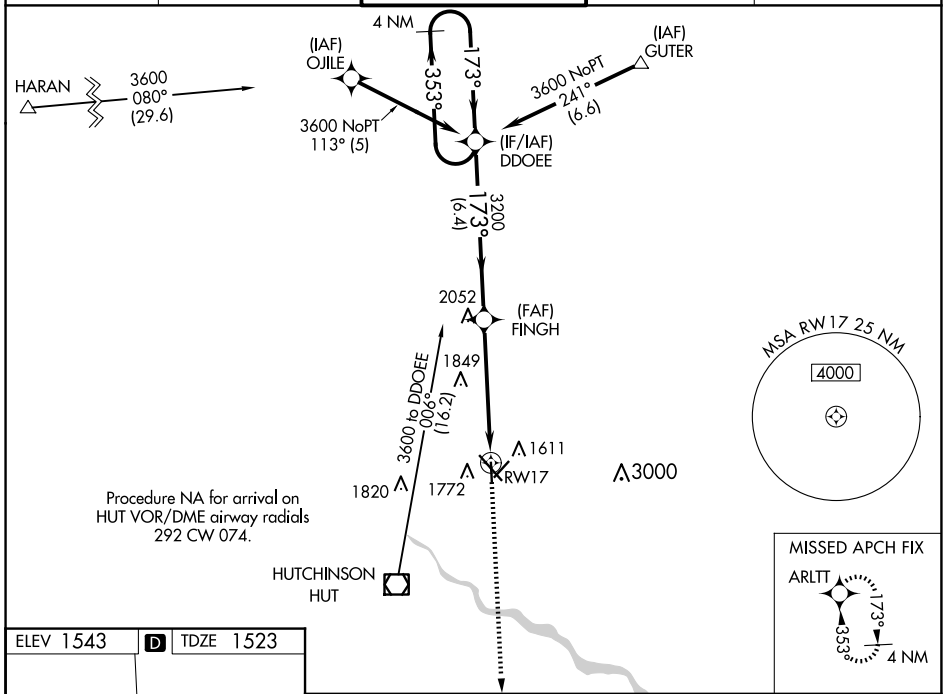 4 NM
(IAF)
OJILE
(IAF)
GUTER
HARAN
3600
080°
(29.6)
353°
173°
3600 NoPT
241°
(6.6)
3600 NoPT
113° (5)
(IF/IAF)
DDOEE
3200
173°
(6.4)
2052
(FAF)
FINGH
MSA RW17 25 NM
4000
1849
3600 to DDOEE
006°
(16.2)
1611
RW17
3000
1820
1772
Procedure NA for arrival on
HUT VOR/DME airway radials
292 CW 074.
HUTCHINSON
HUT
MISSED APCH FIX
ARLTT
173°
353°
4 NM
ELEV 1543 D TDZE 1523